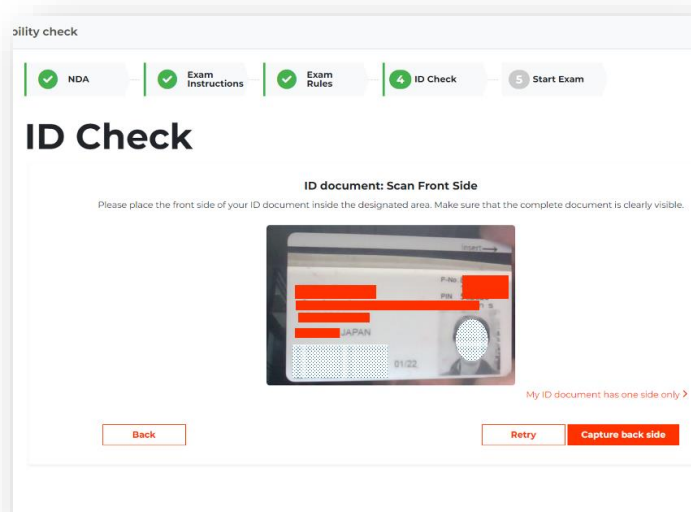 bility check
NDA
Exam Instructions
Exam Rules
4 ID Check
5 Start Exam
ID Check
ID document: Scan Front Side
Please place the front side of your ID document inside the designated area. Make sure that the complete document is clearly visible.
Insert
P-No.
PIN
JAPAN
01/22
My ID document has one side only
Back
Retry
Capture back side